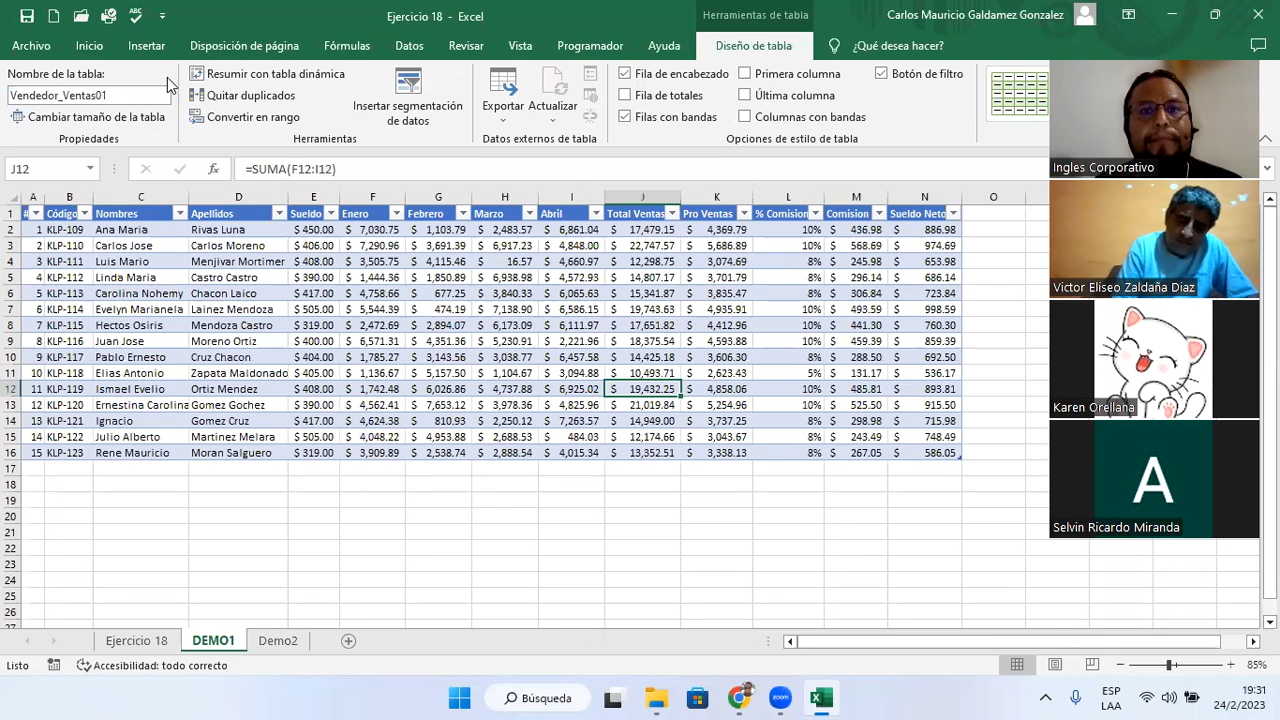 Ejercicio 18 - Excel
Herramientas de tabla
Carlos Mauricio Galdamez Gonzalez
Archivo Inicio Insertar Disposición de página Fórmulas Datos Revisar Vista Programador Ayuda Diseño de tabla ¿Qué desea hacer?
Nombre de la tabla:
Vendedor_Ventas01
Cambiar tamaño de la tabla
Propiedades
Resumir con tabla dinámica
Quitar duplicados
Convertir en rango
Insertar segmentación
de datos
Herramientas
Exportar Actualizar
Datos externos de tabla
Fila de encabezado Primera columna Botón de filtro
Fila de totales Última columna
Filas con bandas Columnas con bandas
Opciones de estilo de tabla
J12 fx =SUMA(F12:I12)
A B C D E F G H I J K L M N O
1 # Código Nombres Apellidos Sueldo Enero Febrero Marzo Abril Total Ventas Pro Ventas % Comision Comision Sueldo Neto
2 1 KLP-109 Ana Maria Rivas Luna $ 450.00 $ 7,030.75 $ 1,103.79 $ 2,483.57 $ 6,861.04 $ 17,479.15 $ 4,369.79 10% $ 436.98 $ 886.98
3 2 KLP-110 Carlos Jose Carlos Moreno $ 406.00 $ 7,290.96 $ 3,691.39 $ 6,917.23 $ 4,848.00 $ 22,747.57 $ 5,686.89 10% $ 568.69 $ 974.69
4 3 KLP-111 Luis Mario Menjivar Mortimer $ 408.00 $ 3,505.75 $ 4,115.46 $ 16.57 $ 4,660.97 $ 12,298.75 $ 3,074.69 8% $ 245.98 $ 653.98
5 4 KLP-112 Linda Maria Castro Castro $ 390.00 $ 1,444.36 $ 1,850.89 $ 6,938.98 $ 4,572.93 $ 14,807.17 $ 3,701.79 8% $ 296.14 $ 686.14
6 5 KLP-113 Carolina Nohemy Chacon Laico $ 417.00 $ 4,758.66 $ 677.25 $ 3,840.33 $ 6,065.63 $ 15,341.87 $ 3,835.47 8% $ 306.84 $ 723.84
7 6 KLP-114 Evelyn Marianela Lainez Mendoza $ 505.00 $ 5,544.39 $ 474.19 $ 7,138.90 $ 6,586.15 $ 19,743.63 $ 4,935.91 10% $ 493.59 $ 998.59
8 7 KLP-115 Hectos Osiris Mendoza Castro $ 319.00 $ 2,472.69 $ 2,894.07 $ 6,173.09 $ 6,111.97 $ 17,651.82 $ 4,412.96 10% $ 441.30 $ 760.30
9 8 KLP-116 Juan Jose Moreno Ortiz $ 400.00 $ 6,571.31 $ 4,351.36 $ 5,230.91 $ 2,221.96 $ 18,375.54 $ 4,593.88 10% $ 459.39 $ 859.39
10 9 KLP-117 Pablo Ernesto Cruz Chacon $ 404.00 $ 1,785.27 $ 3,143.56 $ 3,038.77 $ 6,457.58 $ 14,425.18 $ 3,606.30 8% $ 288.50 $ 692.50
11 10 KLP-118 Elias Antonio Zapata Maldonado $ 405.00 $ 1,136.67 $ 5,157.50 $ 1,104.67 $ 3,094.88 $ 10,493.71 $ 2,623.43 5% $ 131.17 $ 536.17
12 11 KLP-119 Ismael Evelio Ortiz Mendez $ 408.00 $ 1,742.48 $ 6,026.86 $ 4,737.88 $ 6,925.02 $ 19,432.25 $ 4,858.06 10% $ 485.81 $ 893.81
13 12 KLP-120 Ernestina Carolina Gomez Gochez $ 390.00 $ 4,562.41 $ 7,653.12 $ 3,978.36 $ 4,825.96 $ 21,019.84 $ 5,254.96 10% $ 525.50 $ 915.50
14 13 KLP-121 Ignacio Gomez Cruz $ 417.00 $ 4,624.38 $ 810.93 $ 2,250.12 $ 7,263.57 $ 14,949.00 $ 3,737.25 8% $ 298.98 $ 715.98
15 14 KLP-122 Julio Alberto Martinez Melara $ 505.00 $ 4,048.22 $ 4,953.88 $ 2,688.53 $ 484.03 $ 12,174.66 $ 3,043.67 8% $ 243.49 $ 748.49
16 15 KLP-123 Rene Mauricio Moran Salguero $ 319.00 $ 3,909.89 $ 2,538.74 $ 2,888.54 $ 4,015.34 $ 13,352.51 $ 3,338.13 8% $ 267.05 $ 586.05
17
18
19
20
21
22
23
24
25
26
Ingles Corporativo
Victor Eliseo Zaldaña Diaz
Karen Orellana
A
Selvin Ricardo Miranda
Ejercicio 18 DEMO1 Demo2
Listo Accesibilidad: todo correcto 85%
Búsqueda zoom ESP
LAA
19:31
24/2/2023